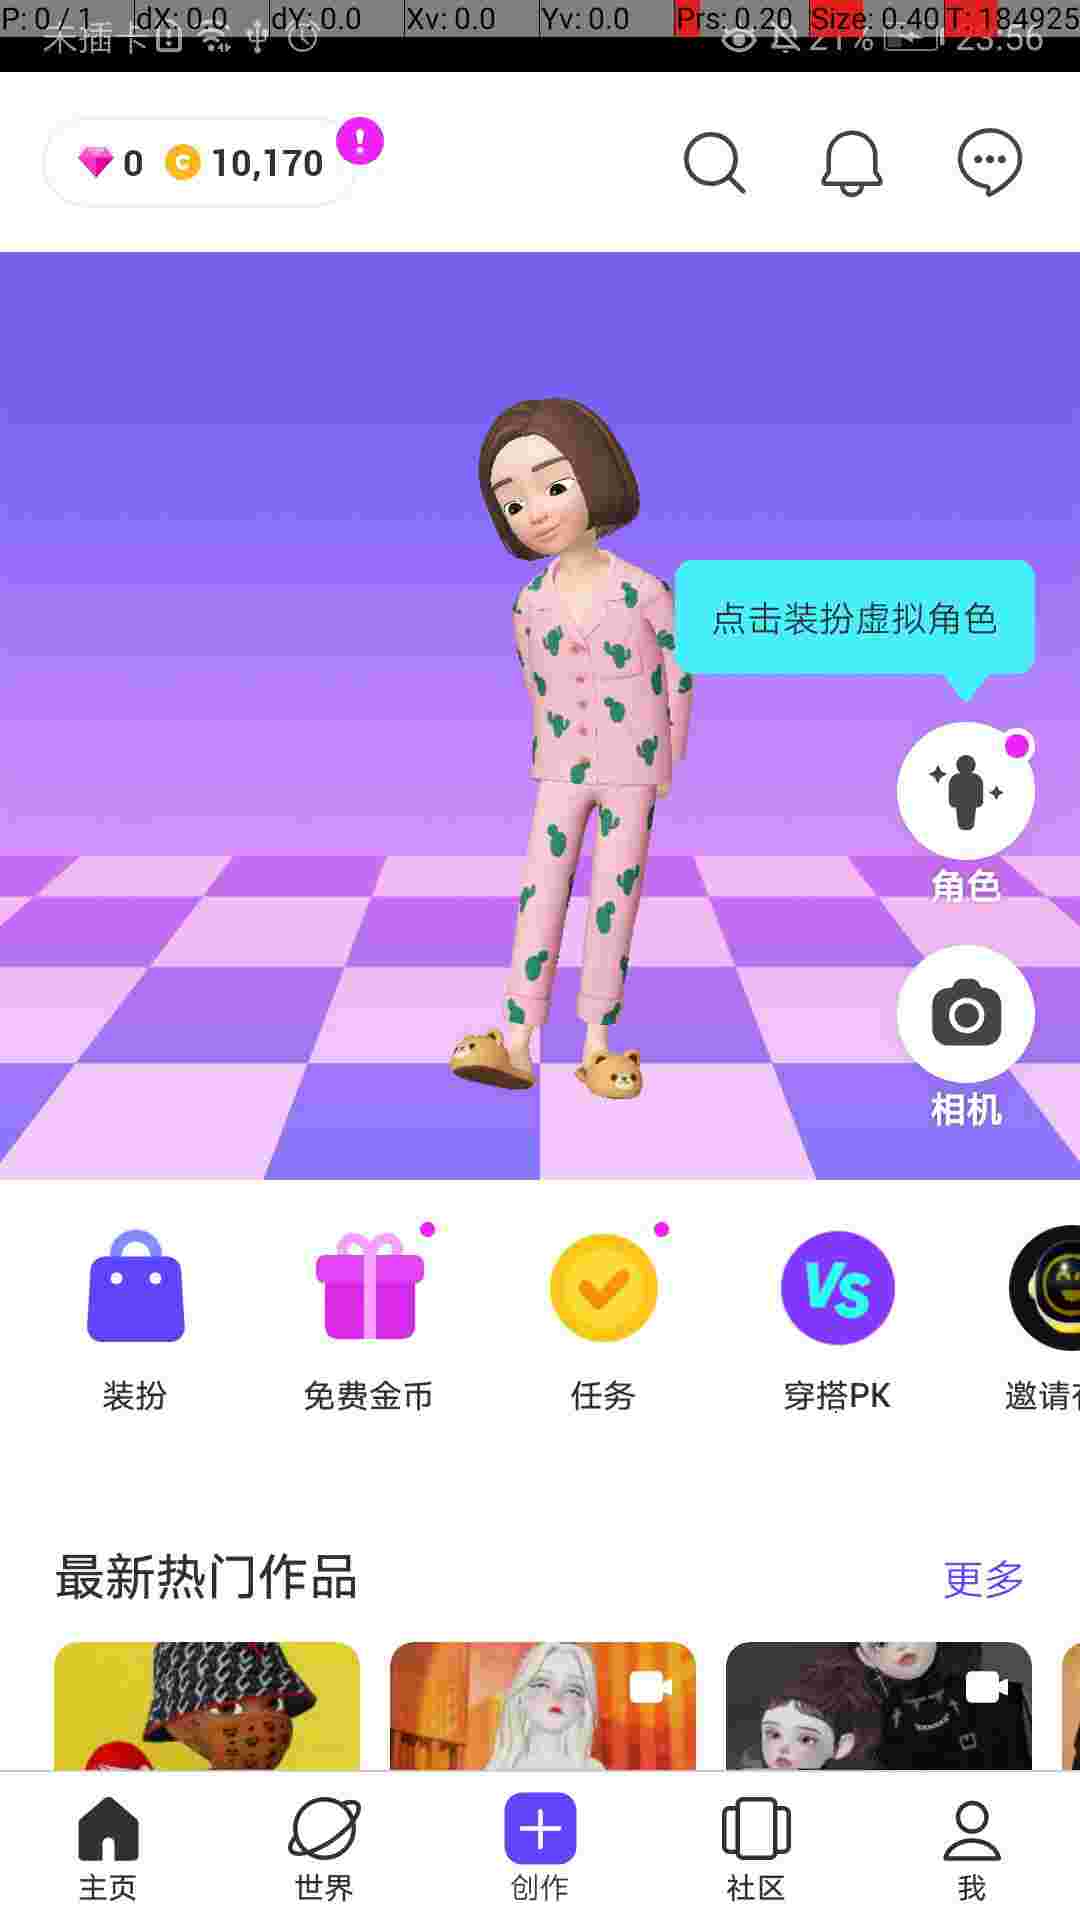 P: 0 / 1 dX: 0.0 dY: 0.0 Xv: 0.0 Yv: 0.0 Prs: 0.20 Size: 0.40 T: 184925
未插卡 21% 23:56
0 C 10,170
点击装扮虚拟角色
角色
相机
VS
装扮 免费金币 任务 穿搭PK 邀请
最新热门作品 更多
主页 世界 创作 社区 我